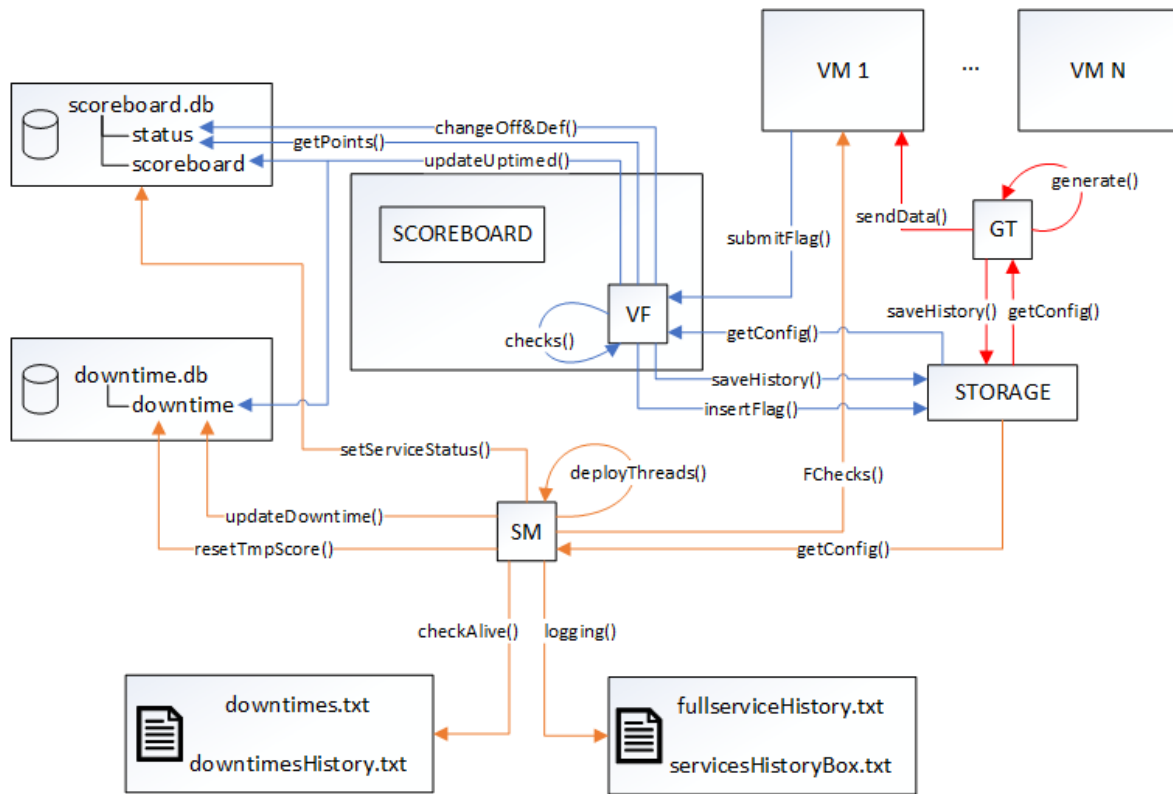 VM 1
...
VM N
scoreboard.db
status
scoreboard
changeOff&Def()
getPoints()
updateUptimed()
SCOREBOARD
submitFlag()
sendData()
generate()
GT
VF
checks()
getConfig()
saveHistory()
getConfig()
saveHistory()
insertFlag()
STORAGE
downtime.db
downtime
setServiceStatus()
deployThreads()
FChecks()
updateDowntime()
SM
resetTmpScore()
getConfig()
checkAlive()
logging()
downtimes.txt
downtimesHistory.txt
fullserviceHistory.txt
servicesHistoryBox.txt